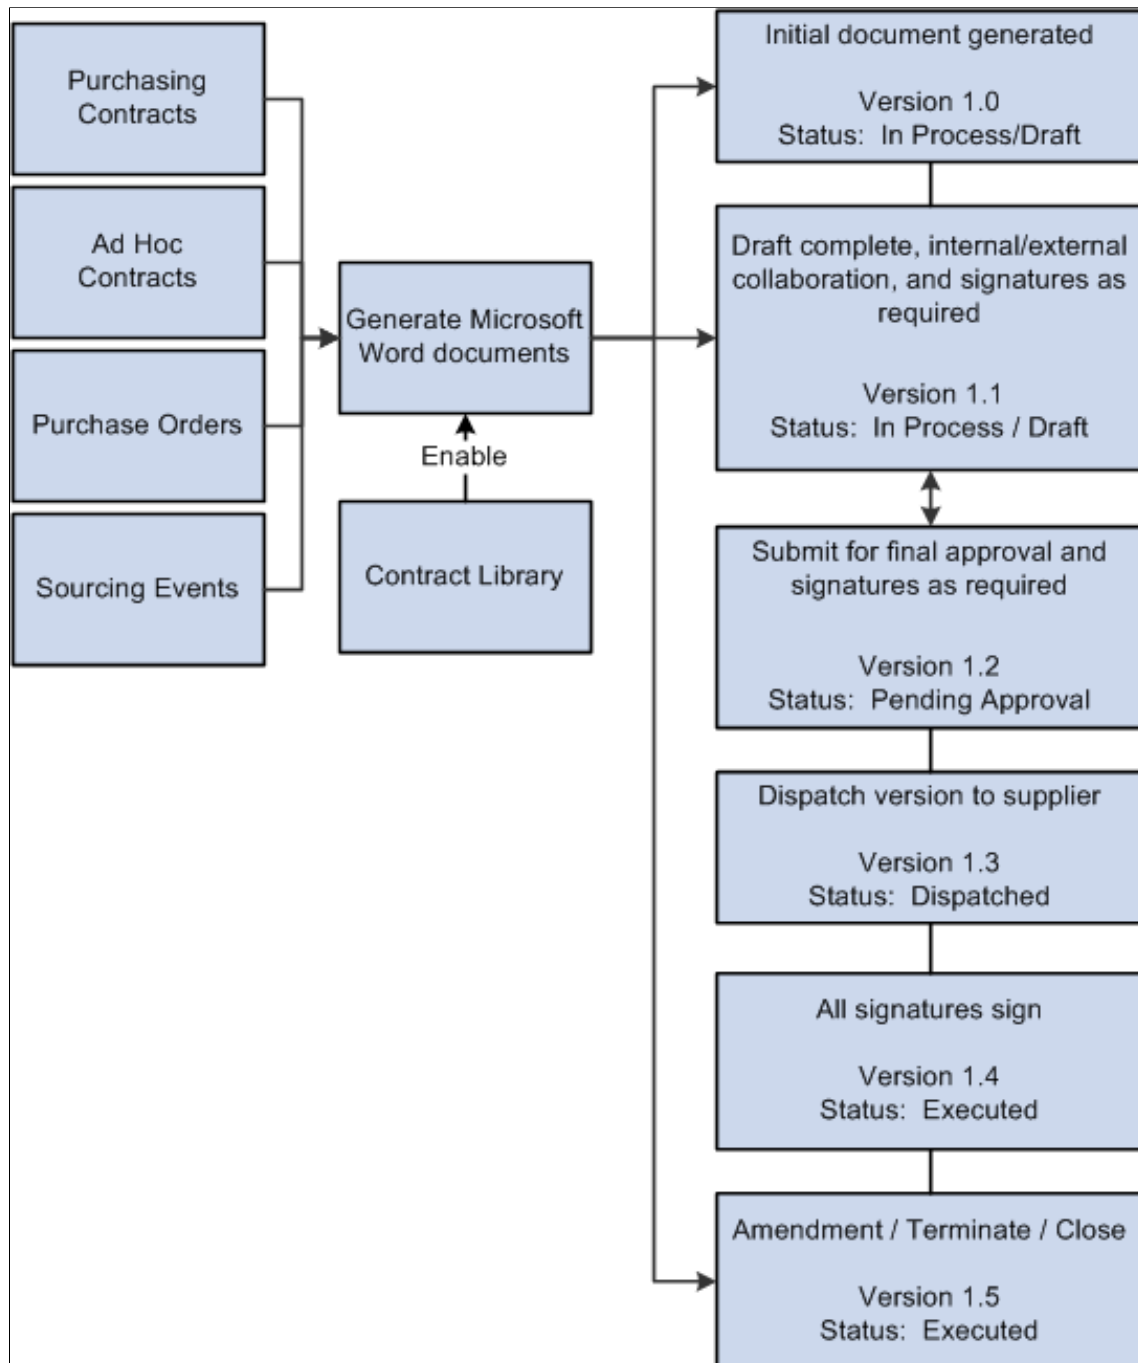 Purchasing
Contracts
Ad Hoc
Contracts
Purchase Orders
Sourcing Events
Generate Microsoft
Word documents
Enable
Contract Library
Initial document generated
Version 1.0
Status: In Process/Draft
Draft complete, internal/external
collaboration, and signatures as
required
Version 1.1
Status: In Process / Draft
Submit for final approval and
signatures as required
Version 1.2
Status: Pending Approval
Dispatch version to supplier
Version 1.3
Status: Dispatched
All signatures sign
Version 1.4
Status: Executed
Amendment / Terminate / Close
Version 1.5
Status: Executed